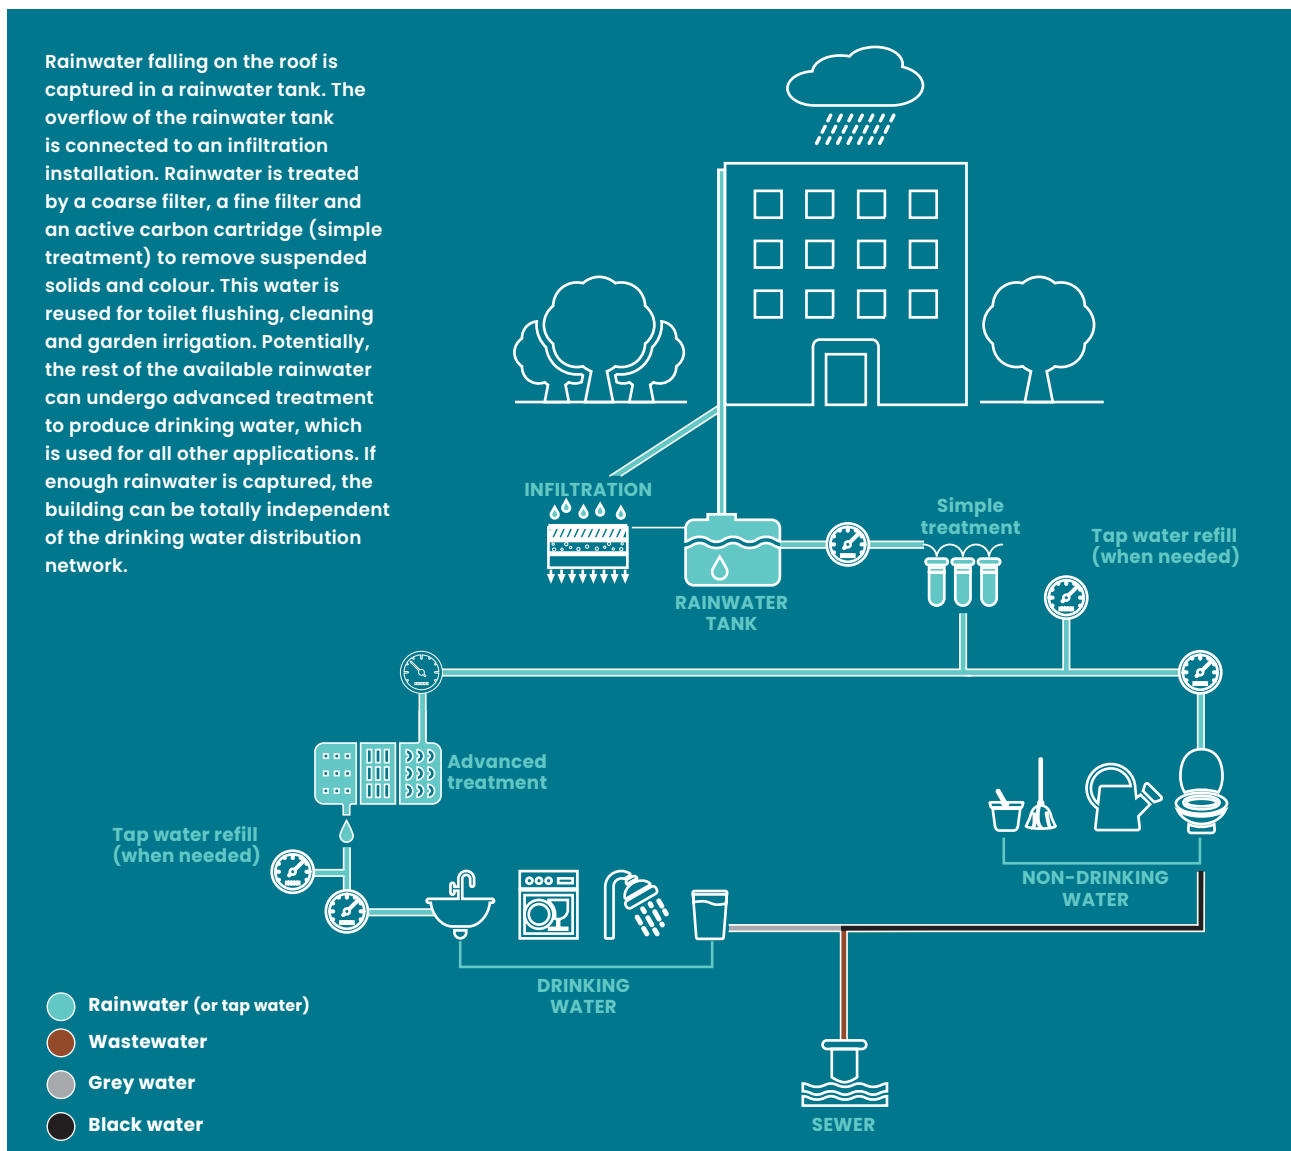 Rainwater falling on the roof is
captured in a rainwater tank. The
overflow of the rainwater tank
is connected to an infiltration
installation. Rainwater is treated
by a coarse filter, a fine filter and
an active carbon cartridge (simple
treatment) to remove suspended
solids and colour. This water is
reused for toilet flushing, cleaning
and garden irrigation. Potentially,
the rest of the available rainwater
can undergo advanced treatment
to produce drinking water, which
is used for all other applications. If
enough rainwater is captured, the
building can be totally independent
of the drinking water distribution
network.
INFILTRATION
Simple
treatment
Tap water refill
(when needed)
RAINWATER
TANK
Advanced
treatment
Tap water refill
(when needed)
NON-DRINKING
WATER
DRINKING
WATER
Rainwater (or tap water)
Wastewater
Grey water
Black water
SEWER